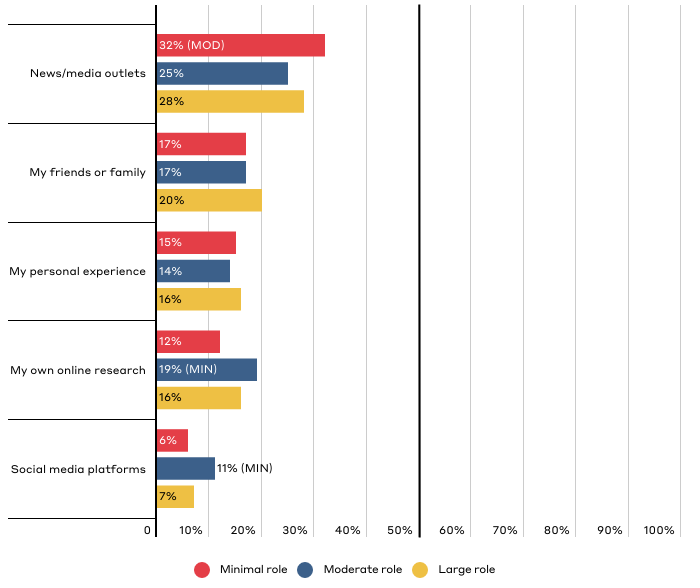 News/media outlets
32% (MOD)
25%
28%
My friends or family
17%
17%
20%
My personal experience
15%
14%
16%
My own online research
12%
19% (MIN)
16%
Social media platforms
6%
11% (MIN)
7%
0 10% 20% 30% 40% 50% 60% 70% 80% 90% 100%
Minimal role Moderate role Large role